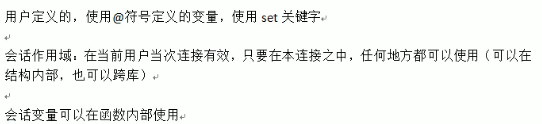 用户定义的，使用@符号定义的变量，使用 set 关键字
会话作用域：在当前用户当次连接有效，只要在本连接之中，任何地方都可以使用（可以在
结构内部，也可以跨库）
会话变量可以在函数内部使用